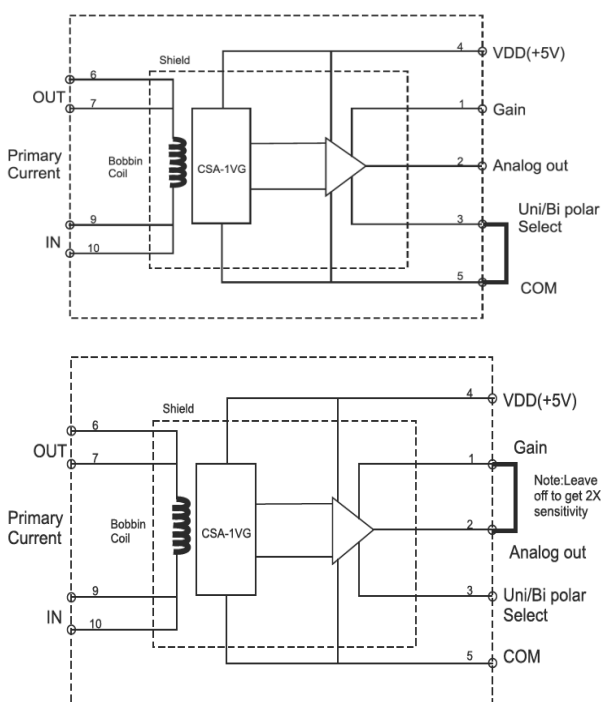 4 VDD(+5V)
Shield
6
OUT
7
1 Gain
Primary
Current
Bobbin
Coil
CSA-1VG
2 Analog out
Uni/Bi polar
Select
9
3
IN
10
5
COM
4 VDD(+5V)
Shield
6
OUT
7
Gain
1
Note:Leave
off to get 2X
sensitivity
Primary
Current
Bobbin
Coil
CSA-1VG
2
Analog out
9
3 Uni/Bi polar
Select
IN
10
5 COM